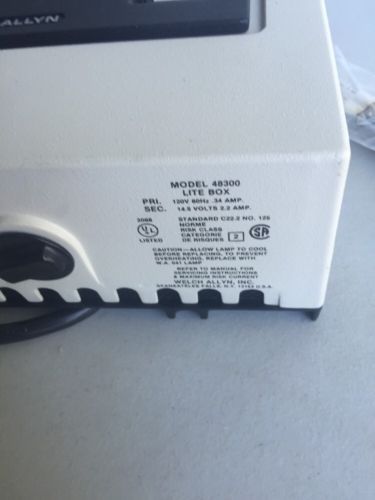 ALLYN
MODEL 48300
LITE BOX
PRI. 120V 60Hz .34 AMP.
SEC. 14.5 VOLTS 2.2 AMP.
2066 STANDARD C22.2 NO. 125
UL NORME
LISTED RISK CLASS
CATEGORIE
DE RISQUES 2 SA
CAUTION—ALLOW LAMP TO COOL
BEFORE REPLACING, TO PREVENT
OVERHEATING, REPLACE WITH
W.A. LAMP
REFER TO MANUAL FOR
SERVICING INSTRUCTIONS
& MAXIMUM RISK CURRENT
WELCH ALLYN, INC.
SKANEATELES FALLS, N.Y. 13153 U.S.A.